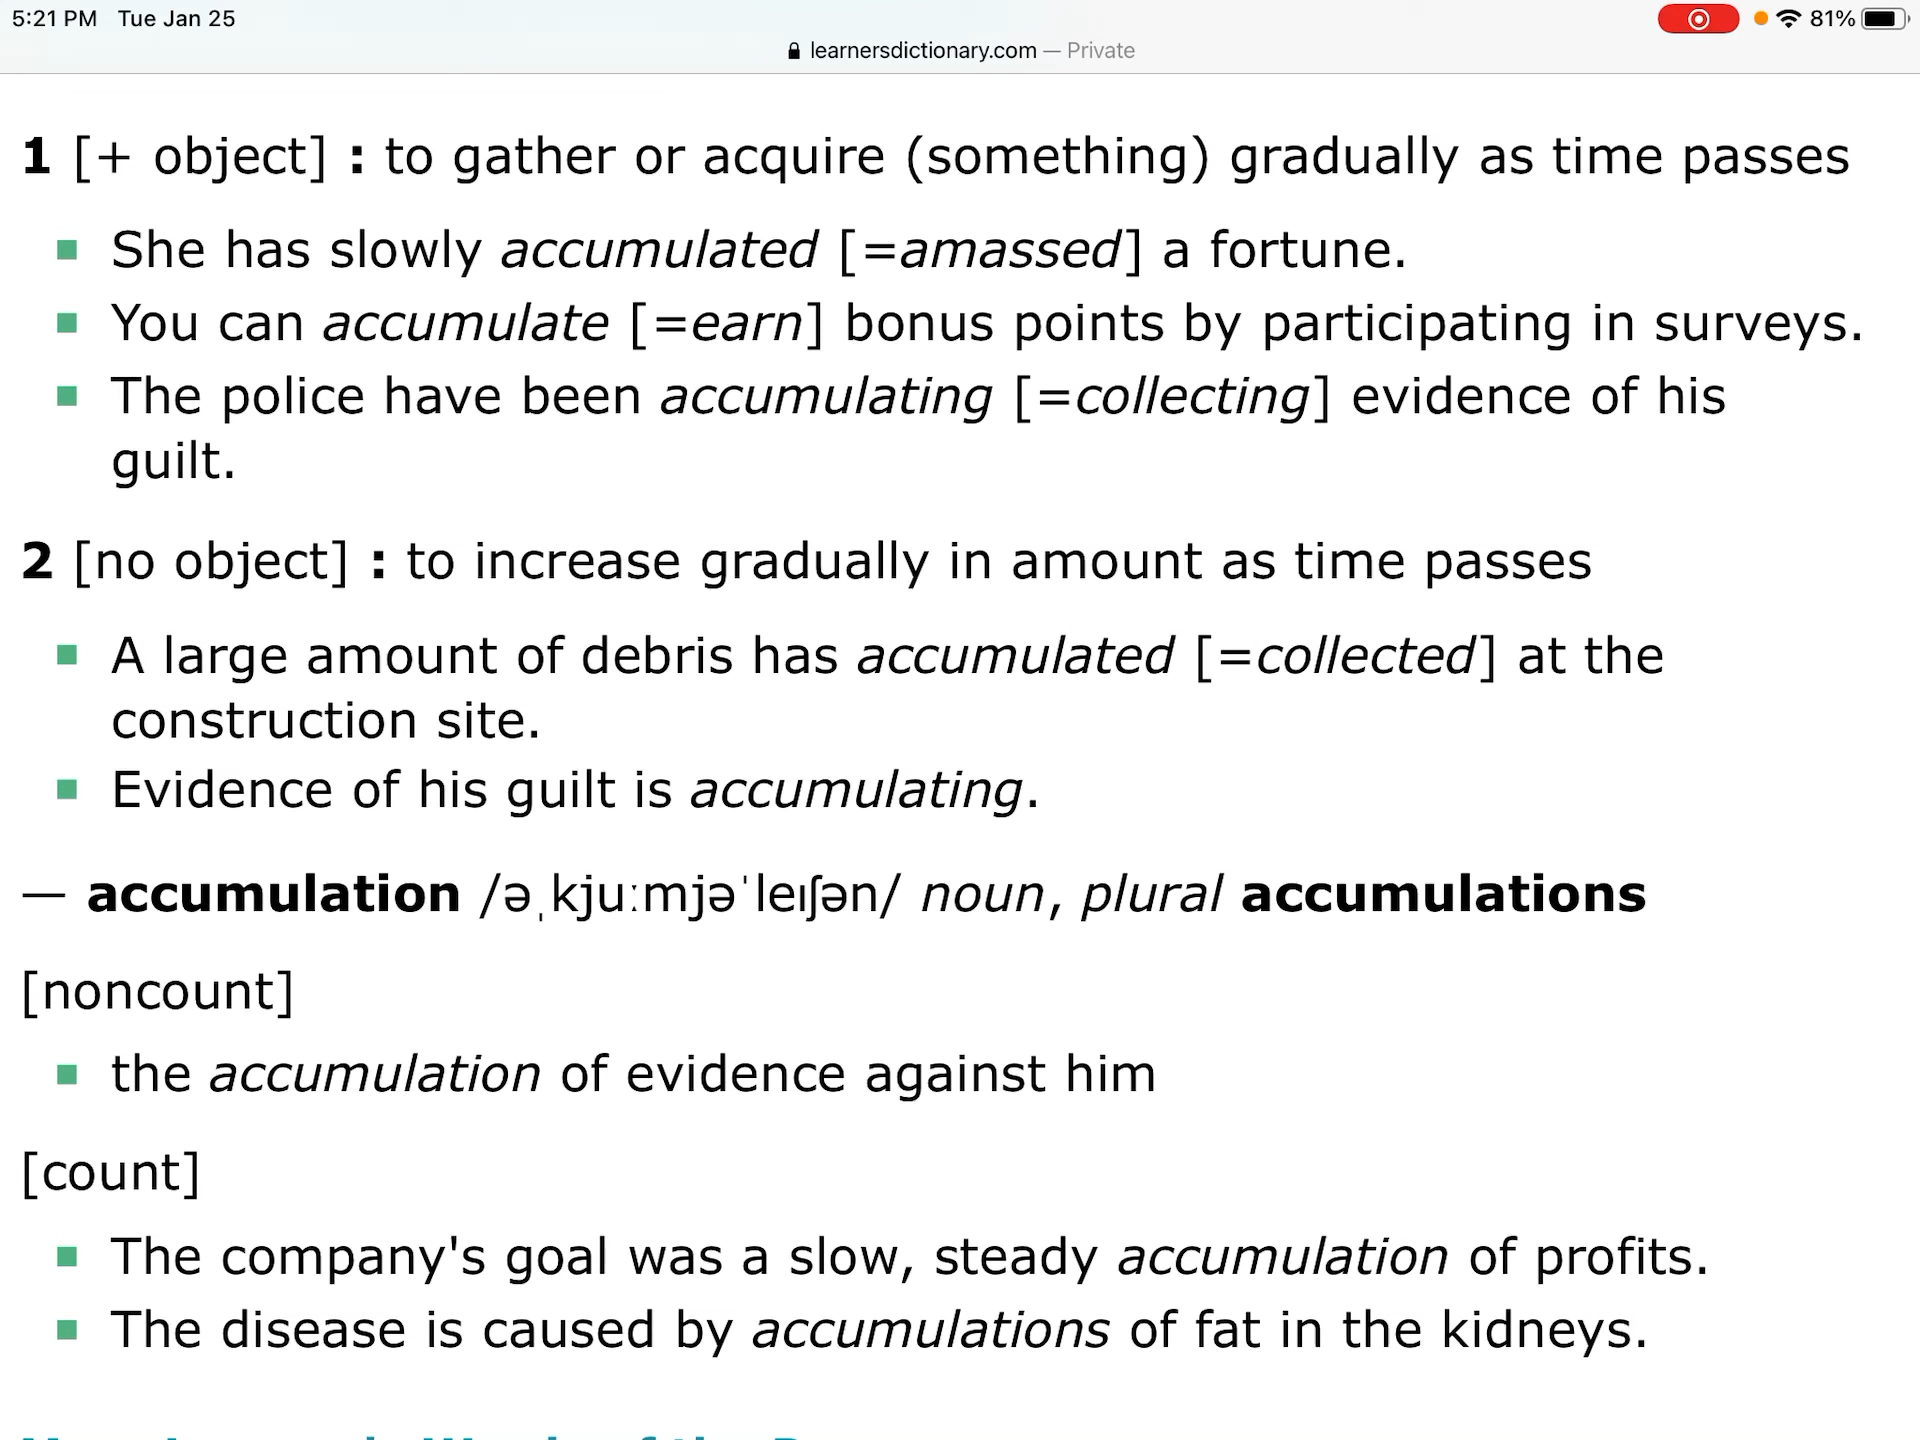 5:21 PM Tue Jan 25
81%
learnersdictionary.com — Private
1 [+ object] : to gather or acquire (something) gradually as time passes
She has slowly accumulated [=amassed] a fortune.
You can accumulate [=earn] bonus points by participating in surveys.
The police have been accumulating [=collecting] evidence of his
guilt.
2 [no object] : to increase gradually in amount as time passes
A large amount of debris has accumulated [=collected] at the
construction site.
Evidence of his guilt is accumulating.
— accumulation /əˌkjuːmjəˈleɪʃən/ noun, plural accumulations
[noncount]
the accumulation of evidence against him
[count]
The company's goal was a slow, steady accumulation of profits.
The disease is caused by accumulations of fat in the kidneys.